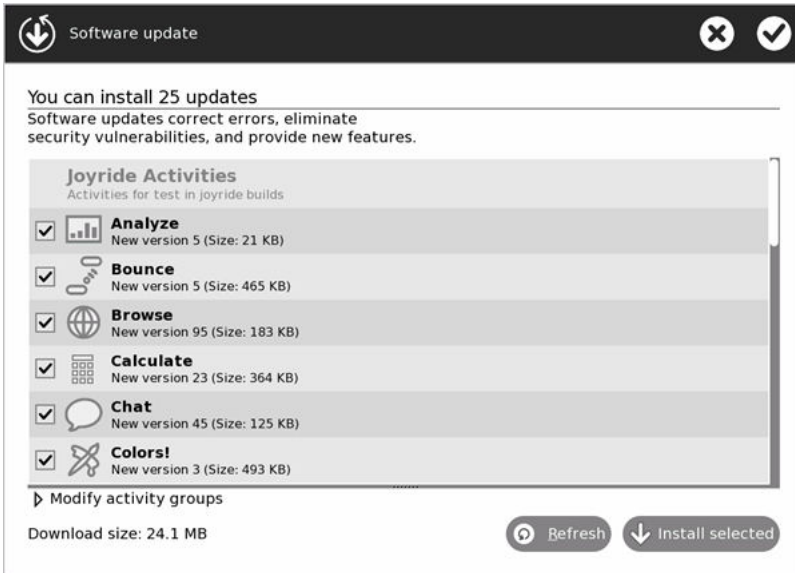 Software update
You can install 25 updates
Software updates correct errors, eliminate
security vulnerabilities, and provide new features.
Joyride Activities
Activities for test in joyride builds
Analyze
New version 5 (Size: 21 KB)
Bounce
New version 5 (Size: 465 KB)
Browse
New version 95 (Size: 183 KB)
Calculate
New version 23 (Size: 364 KB)
Chat
New version 45 (Size: 125 KB)
Colors!
New version 3 (Size: 493 KB)
Modify activity groups
Download size: 24.1 MB
Refresh
Install selected